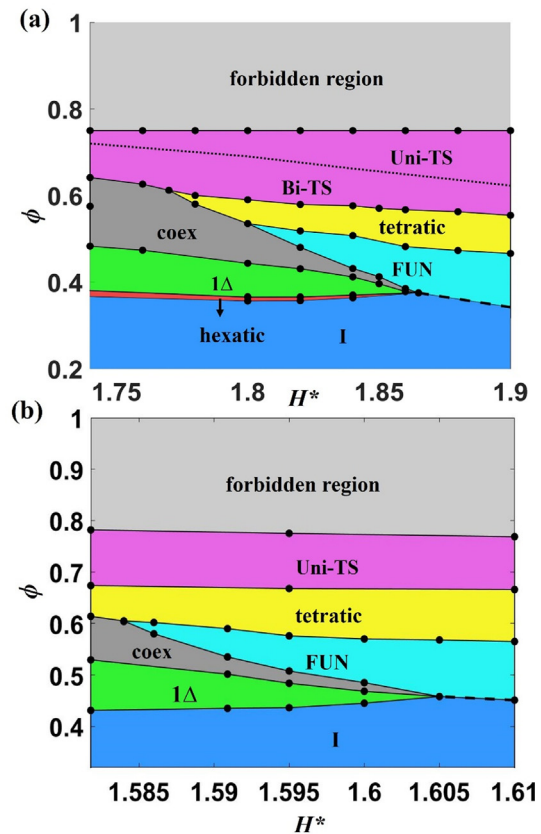 (a)
1
forbidden region
0.8
Uni-TS
ϕ
Bi-TS
0.6
tetratic
coex
FUN
0.4
1Δ
hexatic
I
0.2
1.75 1.8 1.85 1.9
H*
(b)
1
0.9
forbidden region
0.8
0.7
Uni-TS
ϕ
tetratic
0.6
coex
FUN
0.5
1Δ
0.4
I
1.585 1.59 1.595 1.6 1.605 1.61
H*